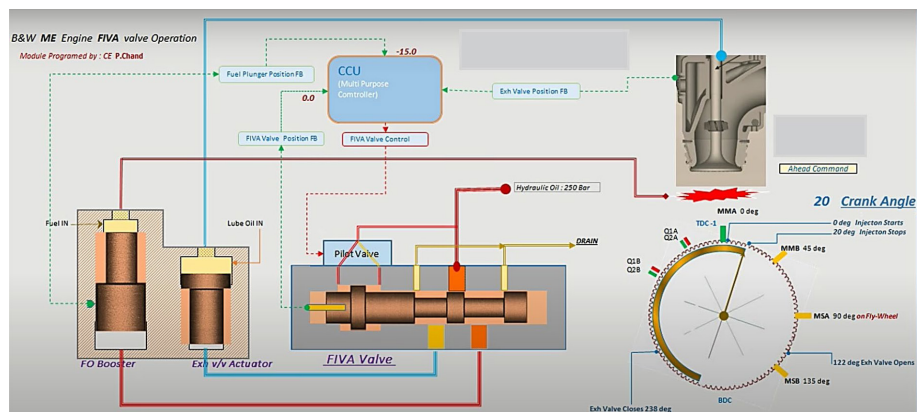 B&W ME Engine FIVA valve Operation
Module Programed by : CE P.Chand
-15.0
CCU
(Multi Purpose
Comtroller)
Fuel Plunger Position FB
0.0
Exh Valve Position FB
FIVA Valve Position FB
FIVA Valve Control
Ahead Command
Hydraulic Oil : 250 Bar
20 Crank Angle
MMA 0 deg
TDC -1
0 deg Injecton Starts
20 deg Injecton Stops
Fuel IN
Lube Oil IN
Q1A
Q2A
DRAIN
MMB 45 deg
Pilot Valve
Q1B
Q2B
MSA 90 deg on Fly-Wheel
FO Booster
Exh v/v Actuator
FIVA Valve
122 deg Exh Valve Opens
MSB 135 deg
BDC
Exh Valve Closes 238 deg